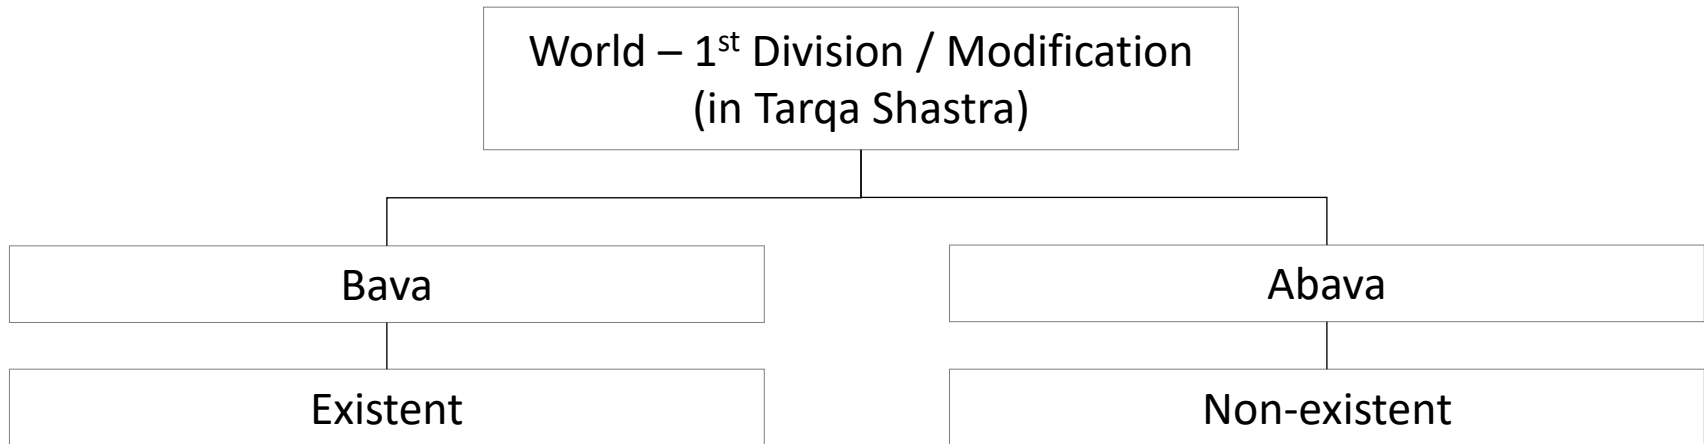 World – 1st Division / Modification
(in Tarqa Shastra)
Bava
Abava
Existent
Non-existent